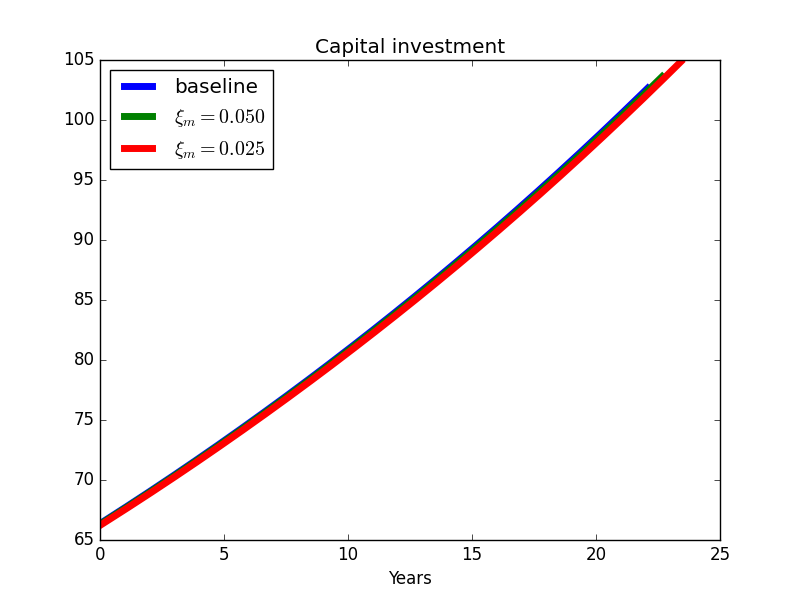 Capital investment
105
100
95
90
85
80
75
70
65
baseline
ξₘ = 0.050
ξₘ = 0.025
0 5 10 15 20 25
Years